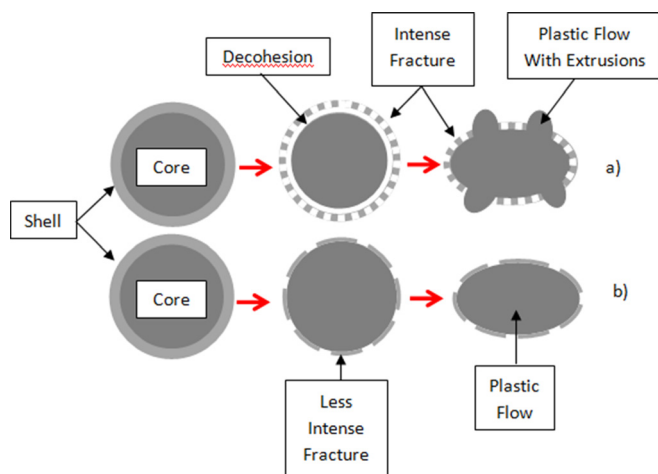 Decohesion
Intense
Fracture
Plastic Flow
With Extrusions
Core
a)
Shell
Core
b)
Less
Intense
Fracture
Plastic
Flow